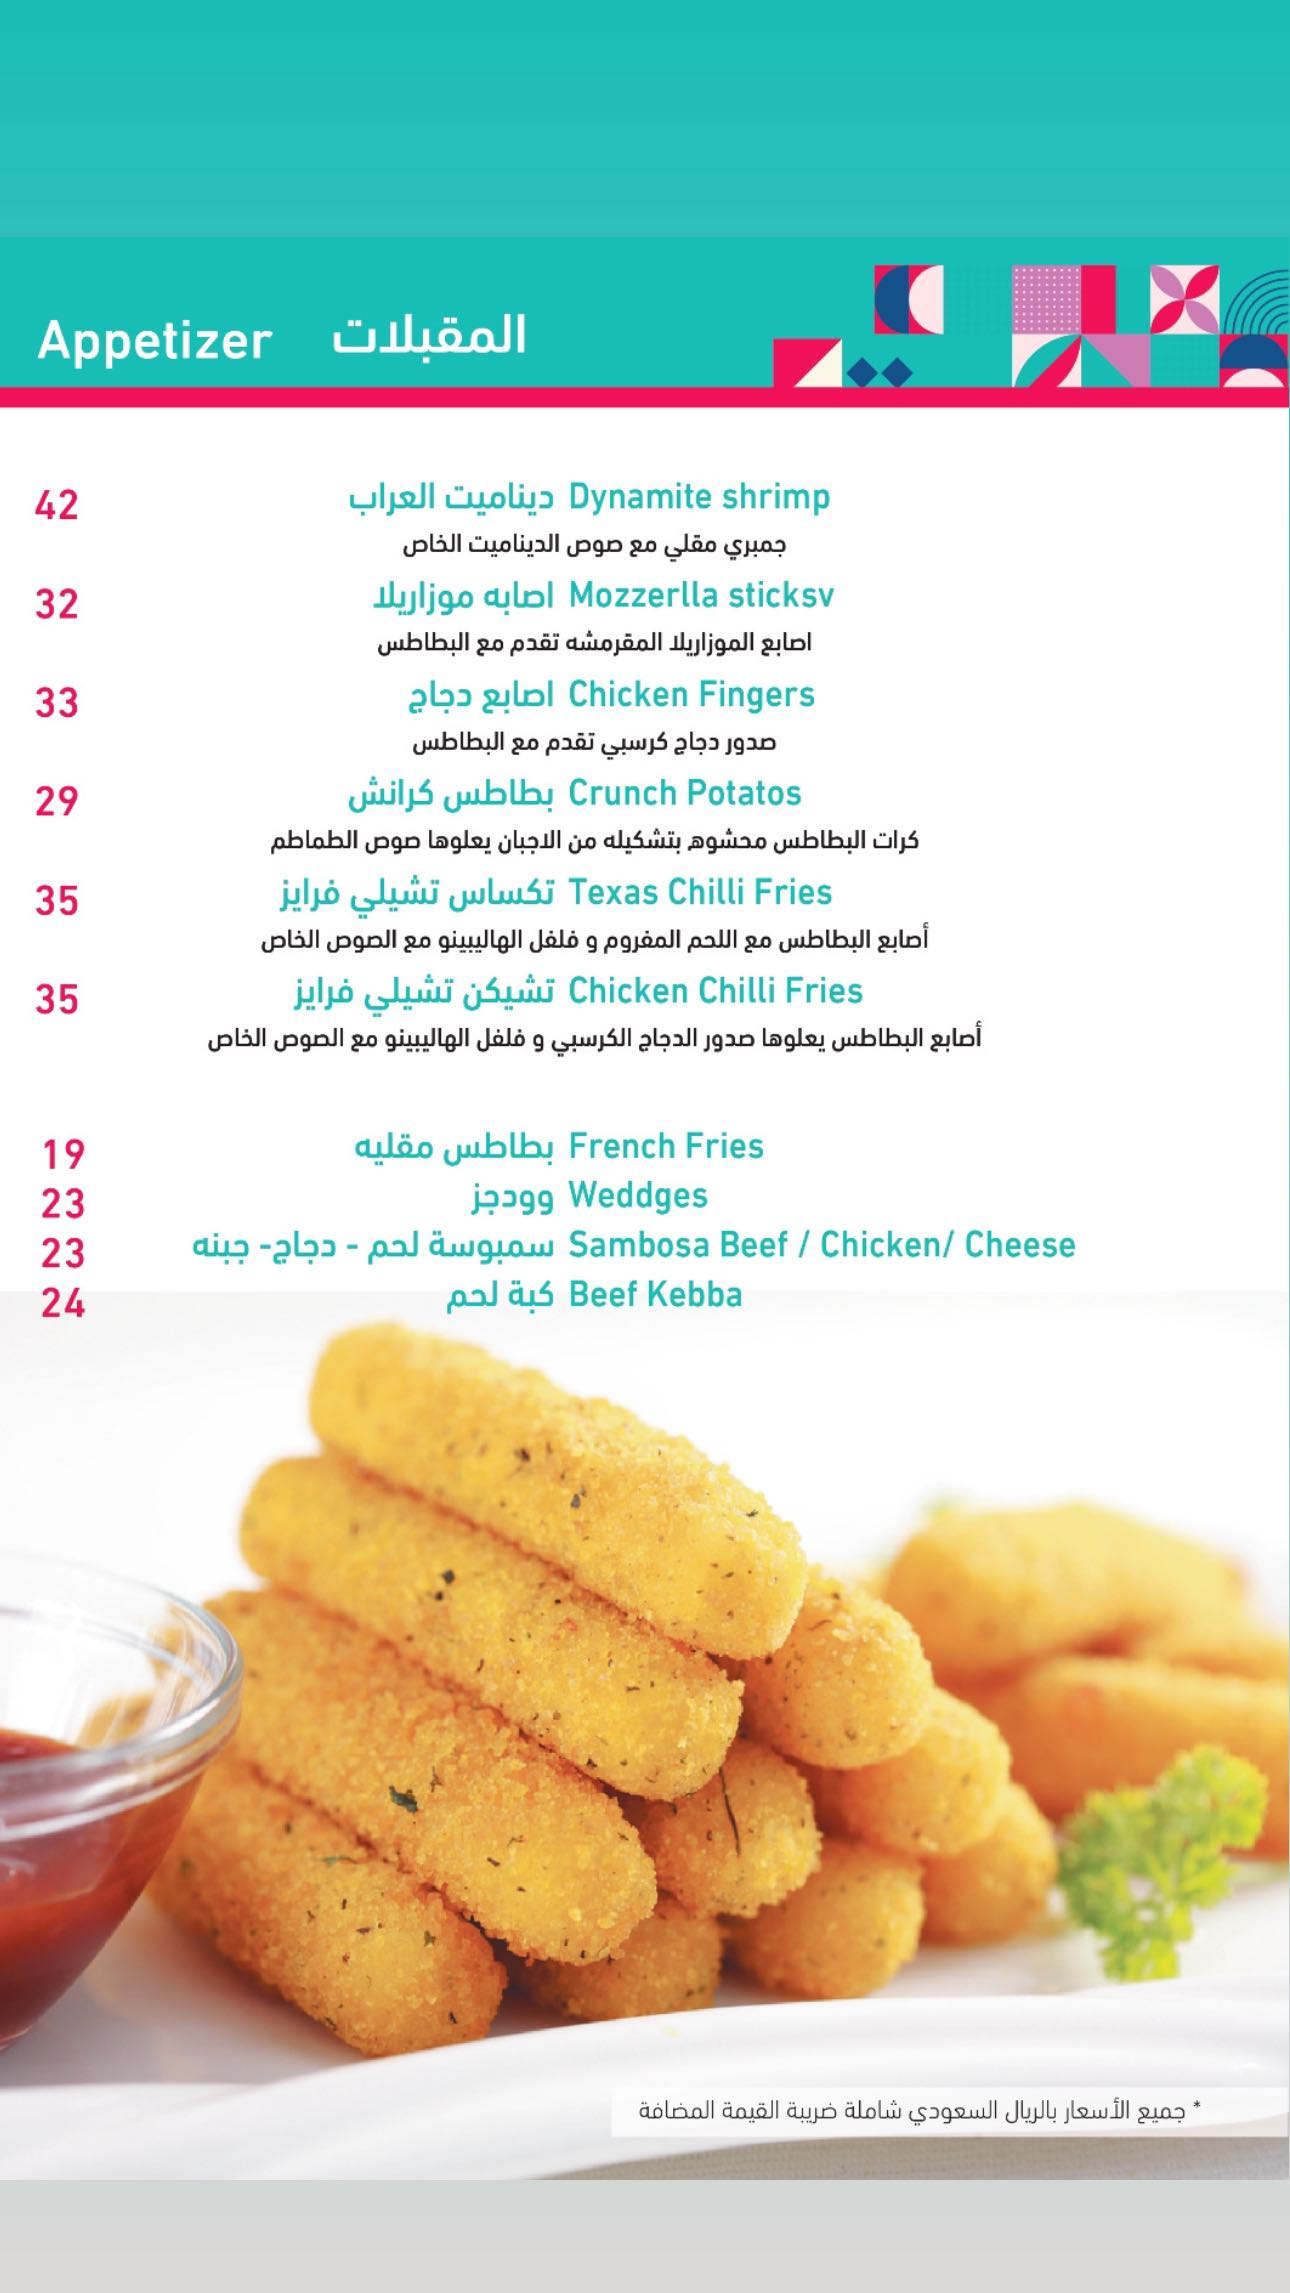 Appetizer المقبلات
42 ديناميت العراب Dynamite shrimp
جمبري مقلي مع صوص الديناميت الخاص
32 اصابه موزاريلا Mozzerlla sticksv
اصابع الموزاريلا المقرمشه تقدم مع البطاطس
33 اصابع دجاج Chicken Fingers
صدور دجاج كرسبي تقدم مع البطاطس
29 بطاطس كرانش Crunch Potatos
كرات البطاطس محشوه بتشكيله من الاجبان يعلوها صوص الطماطم
35 تكساس تشيلي فرايز Texas Chilli Fries
أصابع البطاطس مع اللحم المفروم و فلفل الهاليبينو مع الصوص الخاص
35 تشيكن تشيلي فرايز Chicken Chilli Fries
أصابع البطاطس يعلوها صدور الدجاج الكرسبي و فلفل الهاليبينو مع الصوص الخاص
19 بطاطس مقليه French Fries
23 وودجز Weddges
23 سمبوسة لحم - دجاج- جبنه Sambosa Beef / Chicken/ Cheese
24 كبة لحم Beef Kebba
* جميع الأسعار بالريال السعودي شاملة ضريبة القيمة المضافة